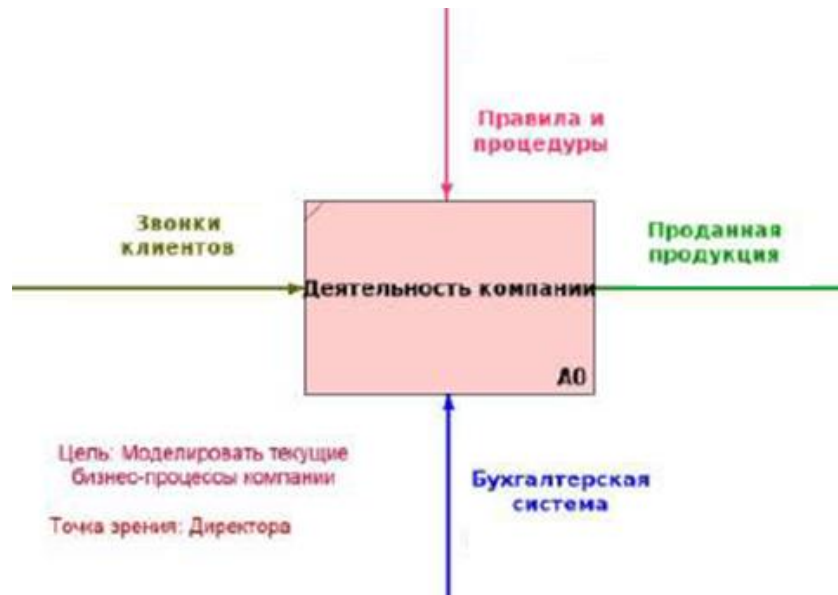 Правила и
процедуры
Звонки
клиентов
Проданная
продукция
Деятельность компании
А0
Цель: Моделировать текущие
бизнес-процессы компании
Бухгалтерская
система
Точка зрения: Директора